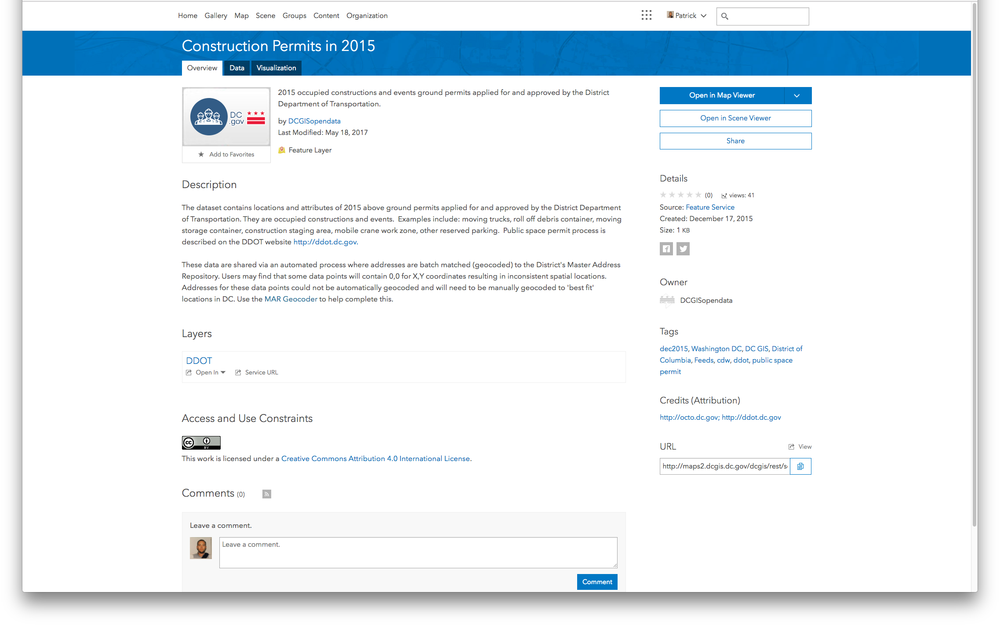 Home Gallery Map Scene Groups Content Organization
Patrick
Construction Permits in 2015
Overview Data Visualization
DC
.gov
Add to Favorites
2015 occupied constructions and events ground permits applied for and approved by the District
Department of Transportation.
by DCGISopendata
Last Modified: May 18, 2017
Feature Layer
Open in Map Viewer
Open in Scene Viewer
Share
Description
The dataset contains locations and attributes of 2015 above ground permits applied for and approved by the District Department
of Transportation. They are occupied constructions and events.  Examples include: moving trucks, roll off debris container, moving
storage container, construction staging area, mobile crane work zone, other reserved parking.  Public space permit process is
described on the DDOT website http://ddot.dc.gov.
These data are shared via an automated process where addresses are batch matched (geocoded) to the District's Master Address
Repository. Users may find that some data points will contain 0,0 for X,Y coordinates resulting in inconsistent spatial locations.
Addresses for these data points could not be automatically geocoded and will need to be manually geocoded to 'best fit'
locations in DC. Use the MAR Geocoder to help complete this.
Layers
DDOT
Open In Service URL
Access and Use Constraints
cc
BY
This work is licensed under a Creative Commons Attribution 4.0 International License.
Comments (0)
Leave a comment.
Leave a comment.
Comment
Details
(0) views: 41
Source: Feature Service
Created: December 17, 2015
Size: 1 KB
Owner
DC GIS
DCGISopendata
Tags
dec2015, Washington DC, DC GIS, District of
Columbia, Feeds, cdw, ddot, public space
permit
Credits (Attribution)
http://octo.dc.gov; http://ddot.dc.gov
URL View
http://maps2.dcgis.dc.gov/dcgis/rest/s